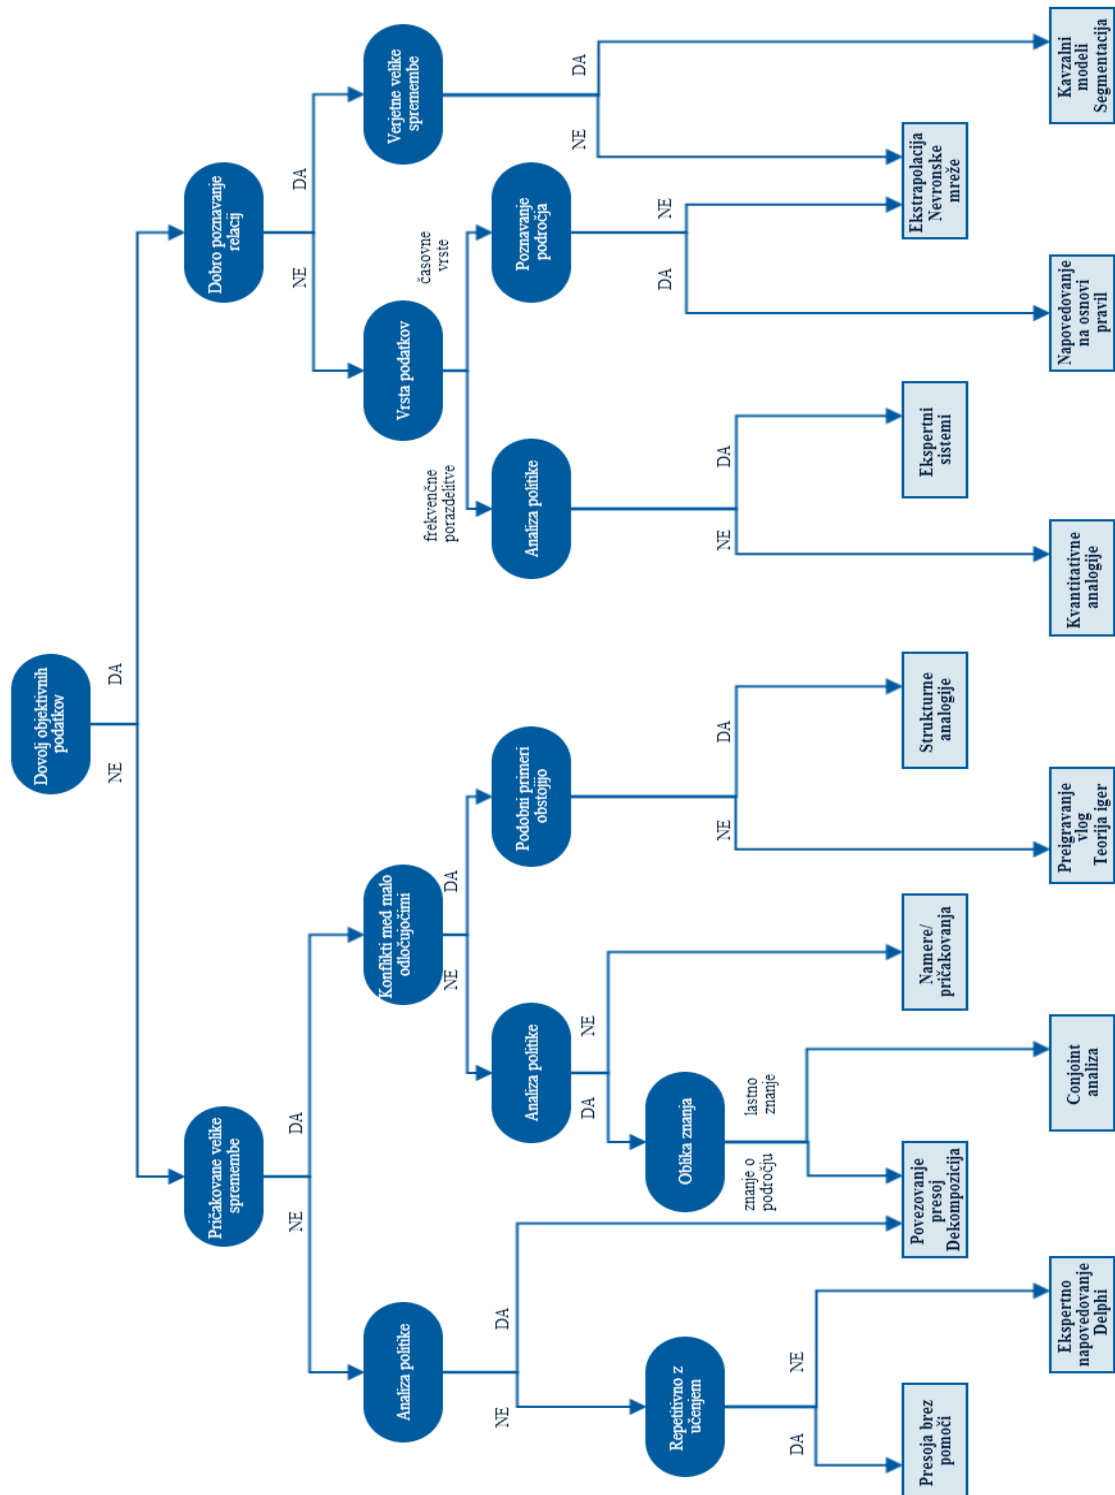 Dovolj objektivnih
podatkov
NE
DA
Pričakovane velike
spremembe
Dobro poznavanje
relacij
NE
DA
NE
DA
Analiza politike
Konflikti med malo
odločujočimi
Vrsta podatkov
Verjetne velike
spremembe
NE
DA
NE
DA
frekvenčne
porazdelitve
časovne
vrste
NE
DA
Analiza politike
Podobni primeri
obstojijo
Analiza politike
Poznavanje
področja
DA
NE
NE
DA
NE
DA
DA
NE
Repetitivno z
učenjem
Oblika znanja
DA
NE
znanje o
področju
lastno
znanje
Presoja brez
pomoči
Povezovanje
presoj
Dekompozicija
Namere/
pričakovanja
Strukturne
analogije
Ekspertni
sistemi
Ekstrapolacija
Nevronske
mreže
Ekspertno
napovedovanje
Delphi
Conjoint
analiza
Preigravanje
vlog
Teorija iger
Kvantitativne
analogije
Napovedovanje
na osnovi
pravil
Kavzalni
modeli
Segmentacija